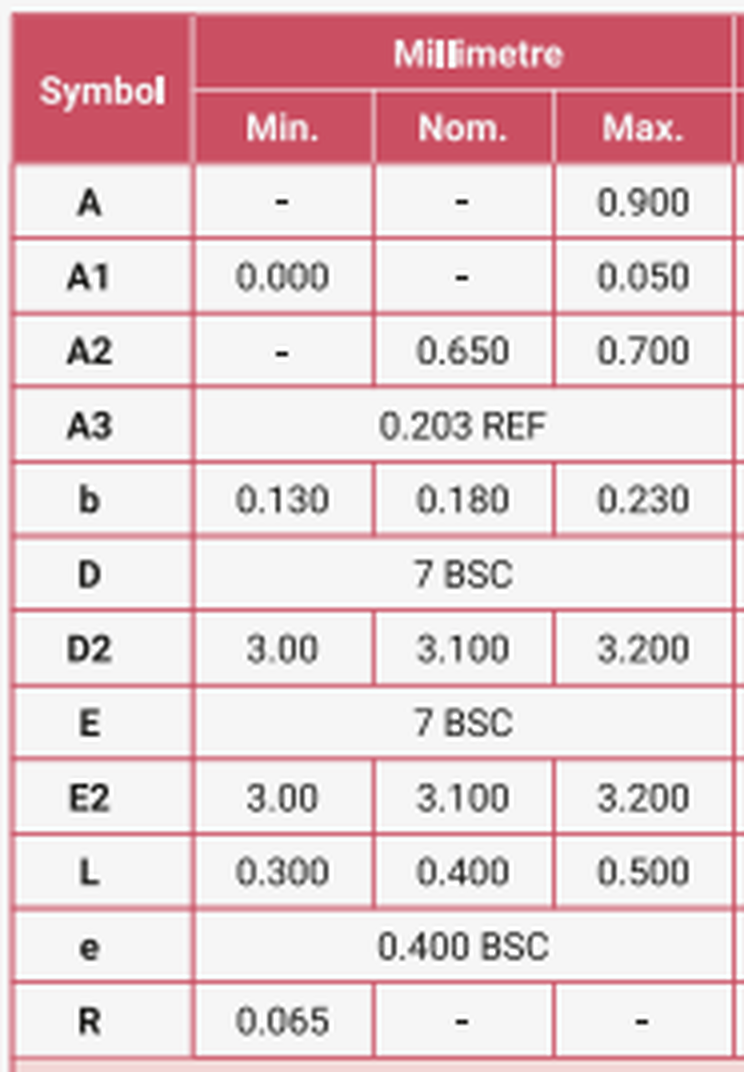 Symbol Millimetre
Min. Nom. Max.
A - - 0.900
A1 0.000 - 0.050
A2 - 0.650 0.700
A3 0.203 REF
b 0.130 0.180 0.230
D 7 BSC
D2 3.00 3.100 3.200
E 7 BSC
E2 3.00 3.100 3.200
L 0.300 0.400 0.500
e 0.400 BSC
R 0.065 - -